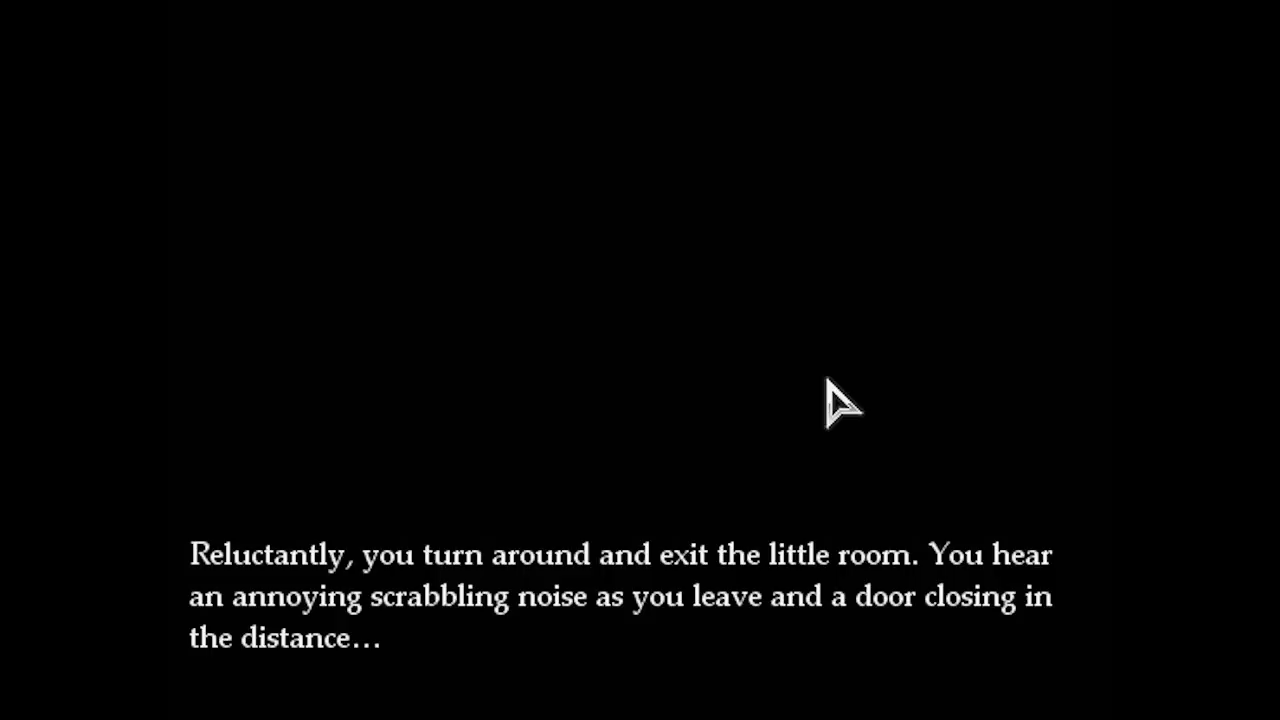 Reluctantly, you turn around and exit the little room. You hear
an annoying scrabbling noise as you leave and a door closing in
the distance...